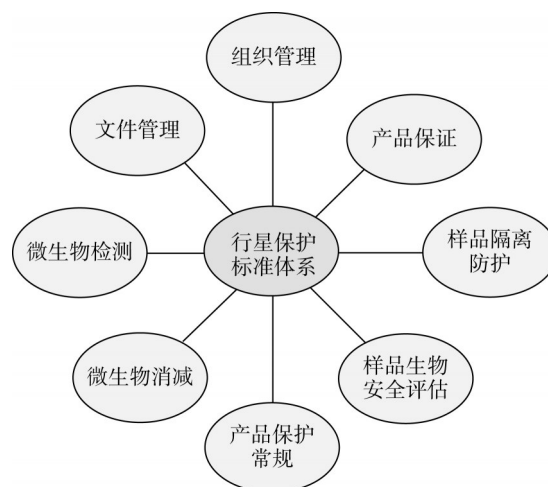 组织管理
文件管理
产品保证
微生物检测
行星保护
标准体系
样品隔离
防护
微生物消减
样品生物
安全评估
产品保护
常规